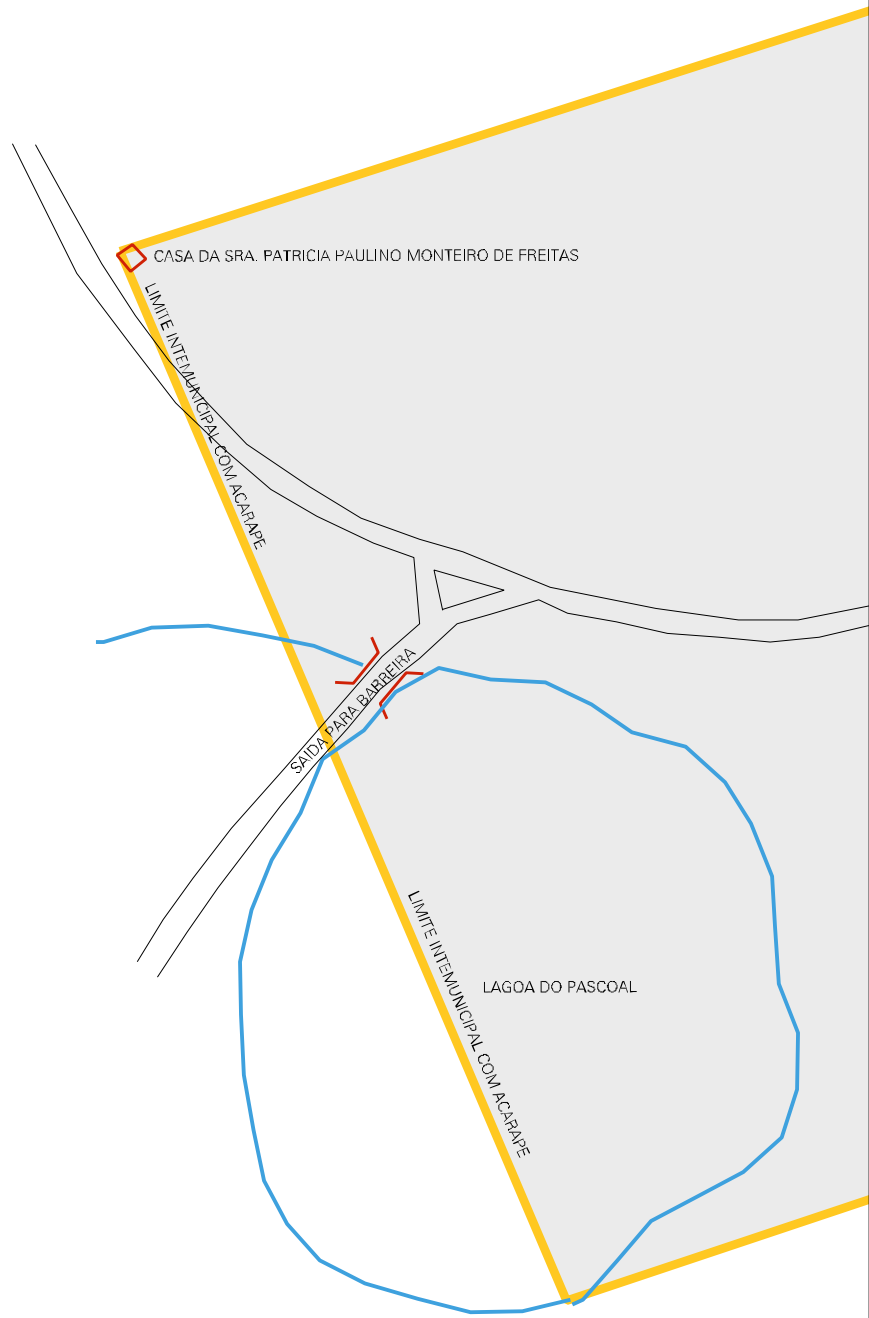 CASA DA SRA. PATRICIA PAULINO MONTEIRO DE FREITAS
LIMITE INTEMUNICIPAL COM ACARAPE
SAIDA PARA BARREIRA
LIMITE INTEMUNICIPAL COM ACARAPE
LAGOA DO PASCOAL